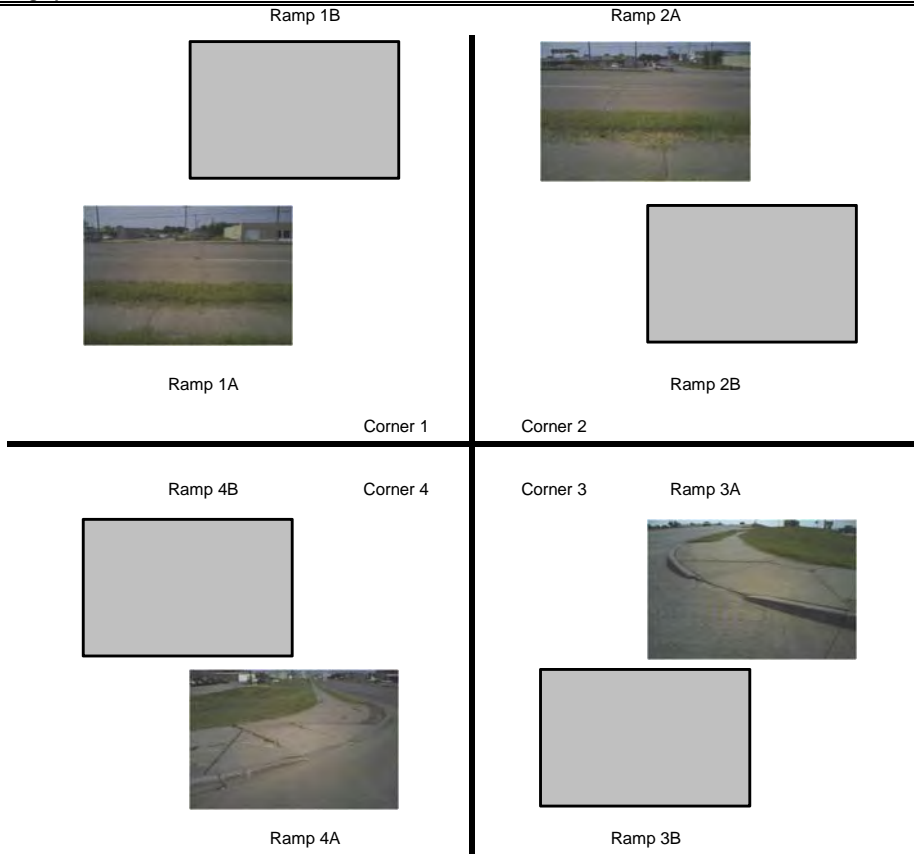 Ramp 1B
Ramp 2A
Ramp 1A
Ramp 2B
Corner 1
Corner 2
Ramp 4B
Corner 4
Corner 3
Ramp 3A
Ramp 4A
Ramp 3B